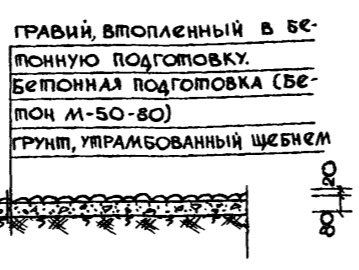 ГРАВИЙ, ВТОПЛЕННЫЙ В БЕ-
ТОННУЮ ПОДГОТОВКУ.
БЕТОННАЯ ПОДГОТОВКА (БЕ-
ТОН М-50-80)
ГРУНТ, УТРАМБОВАННЫЙ ЩЕБНЕМ
20
80